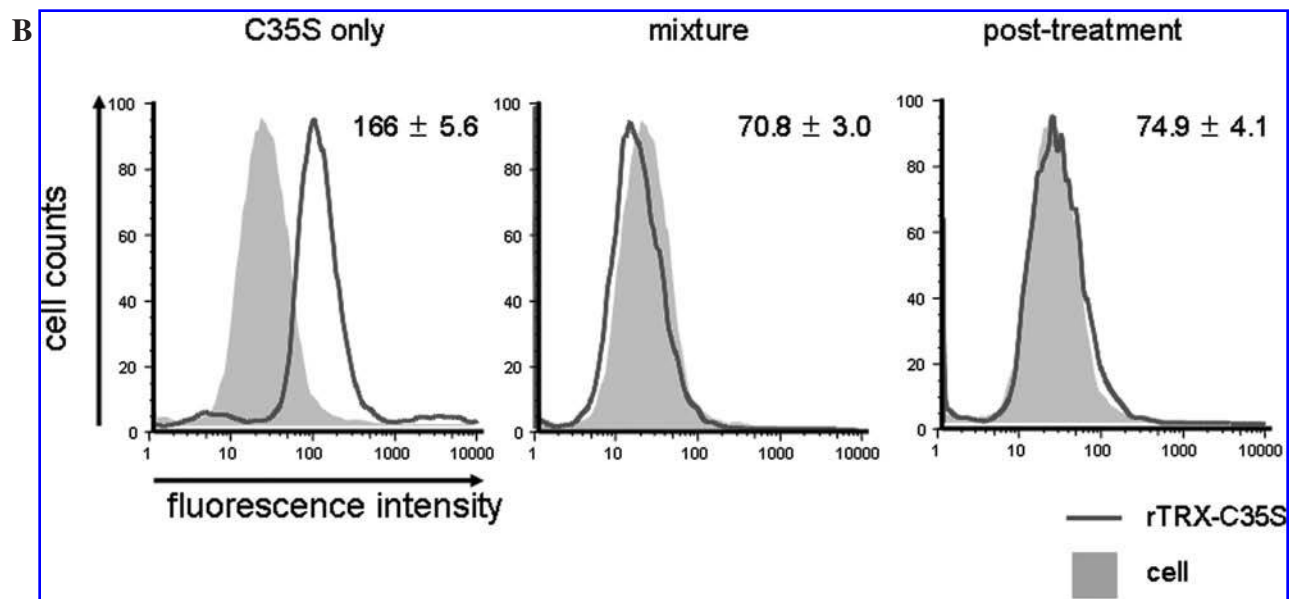 B
C35S only
mixture
post-treatment
cell counts
100
80
60
40
20
0
166 ± 5.6
1 10 100 1000 10000
100
80
60
40
20
0
70.8 ± 3.0
1 10 100 1000 10000
100
80
60
40
20
0
74.9 ± 4.1
1 10 100 1000 10000
fluorescence intensity
rTRX-C35S
cell